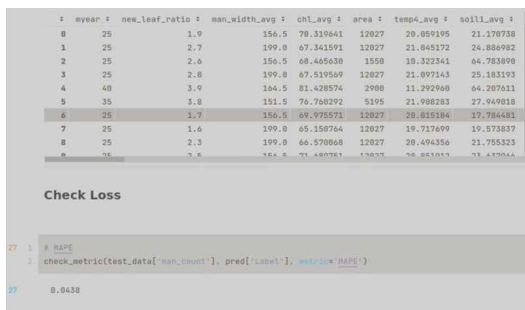 myear new_leaf_ratio man_width_avg chl_avg area temp4_avg soil1_avg
0 25 1.9 156.5 70.319641 12027 20.059195 21.170738
1 25 2.7 199.0 67.341591 12027 21.045172 24.886982
2 25 2.6 156.5 68.465630 1550 10.322341 64.783890
3 25 2.8 199.0 67.519569 12027 21.097143 25.183193
4 40 3.9 164.5 81.428574 2900 11.292960 64.207611
5 35 3.8 151.5 76.760292 5195 21.908283 27.949018
6 25 1.7 156.5 69.975571 12027 20.015184 17.784481
7 25 1.6 199.0 65.150764 12027 19.717699 19.573837
8 25 2.3 199.0 66.570068 12027 20.494356 21.755323
Check Loss
27 1 # MAPE
2 check_metric(test_data["man_count"], pred['Label'], metric='MAPE')
27 0.0438